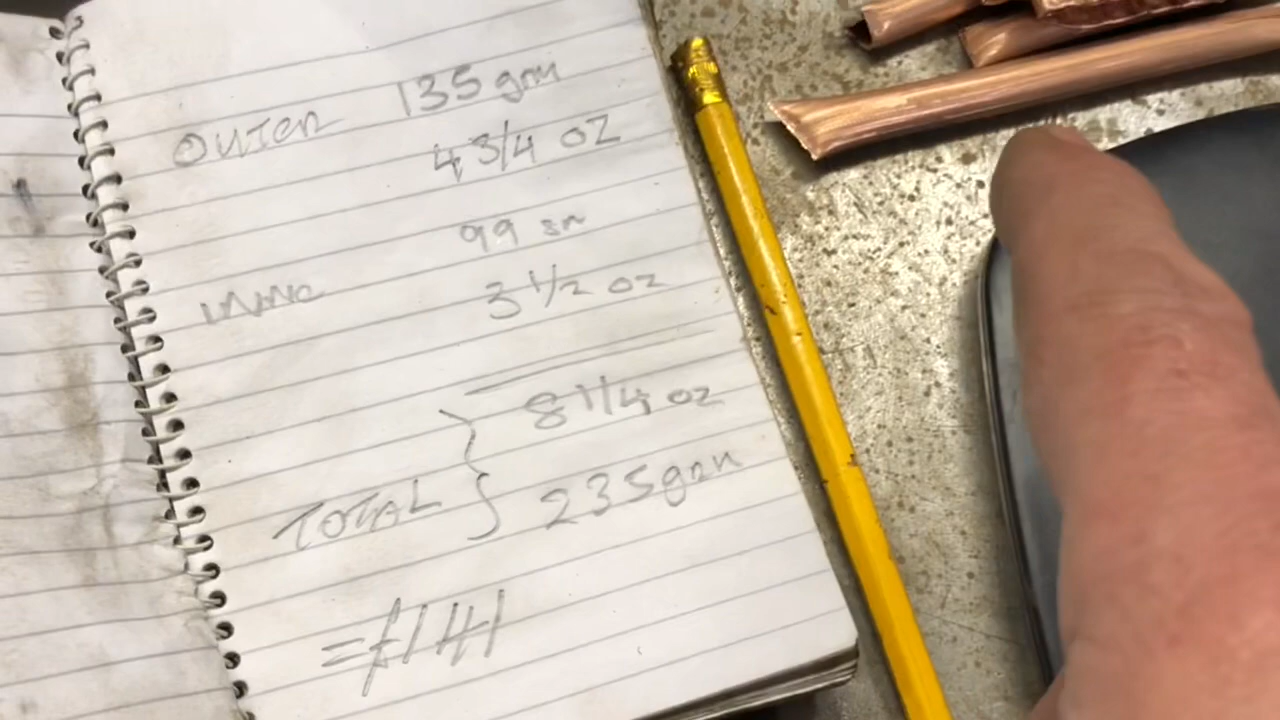 OUTER 135 gm
4 3/4 OZ
99 gm
INNE
3 1/2 oz
8 1/4 oz
TOTAL
235 gm
= £141